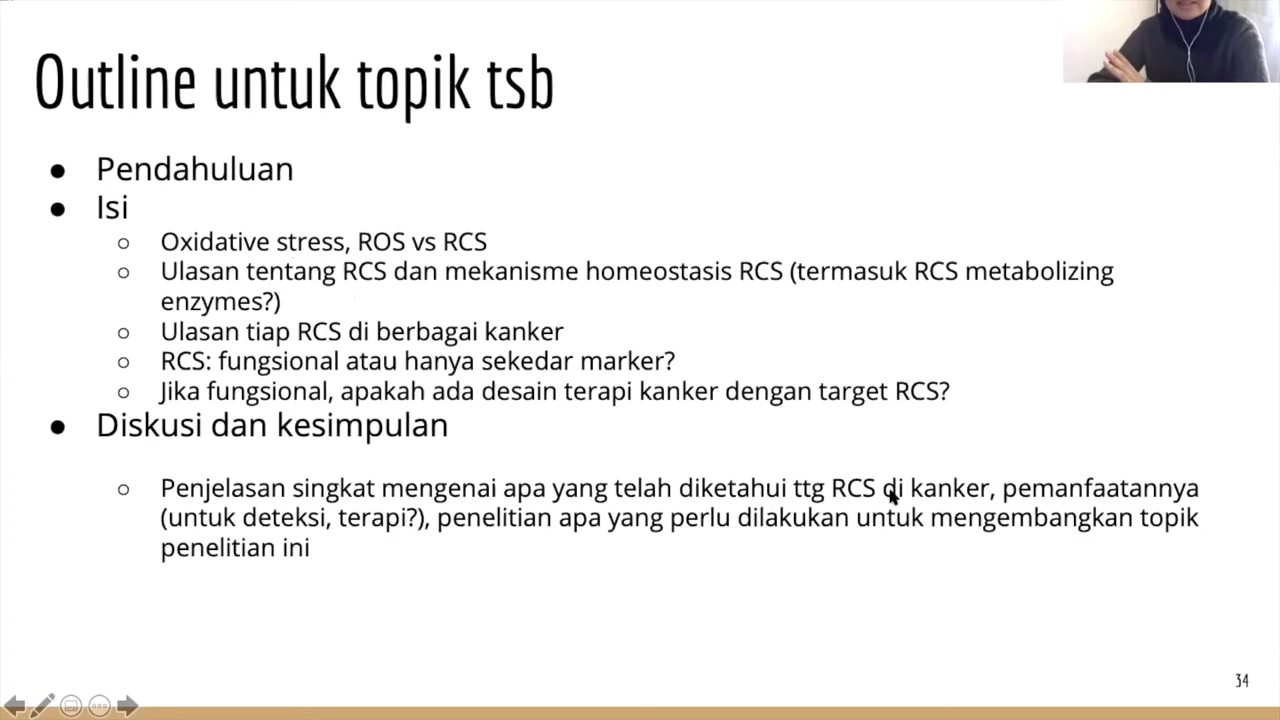 Outline untuk topik tsb
● Pendahuluan
● Isi
○ Oxidative stress, ROS vs RCS
○ Ulasan tentang RCS dan mekanisme homeostasis RCS (termasuk RCS metabolizing
enzymes?)
○ Ulasan tiap RCS di berbagai kanker
○ RCS: fungsional atau hanya sekedar marker?
○ Jika fungsional, apakah ada desain terapi kanker dengan target RCS?
● Diskusi dan kesimpulan
○ Penjelasan singkat mengenai apa yang telah diketahui ttg RCS di kanker, pemanfaatannya
(untuk deteksi, terapi?), penelitian apa yang perlu dilakukan untuk mengembangkan topik
penelitian ini
34